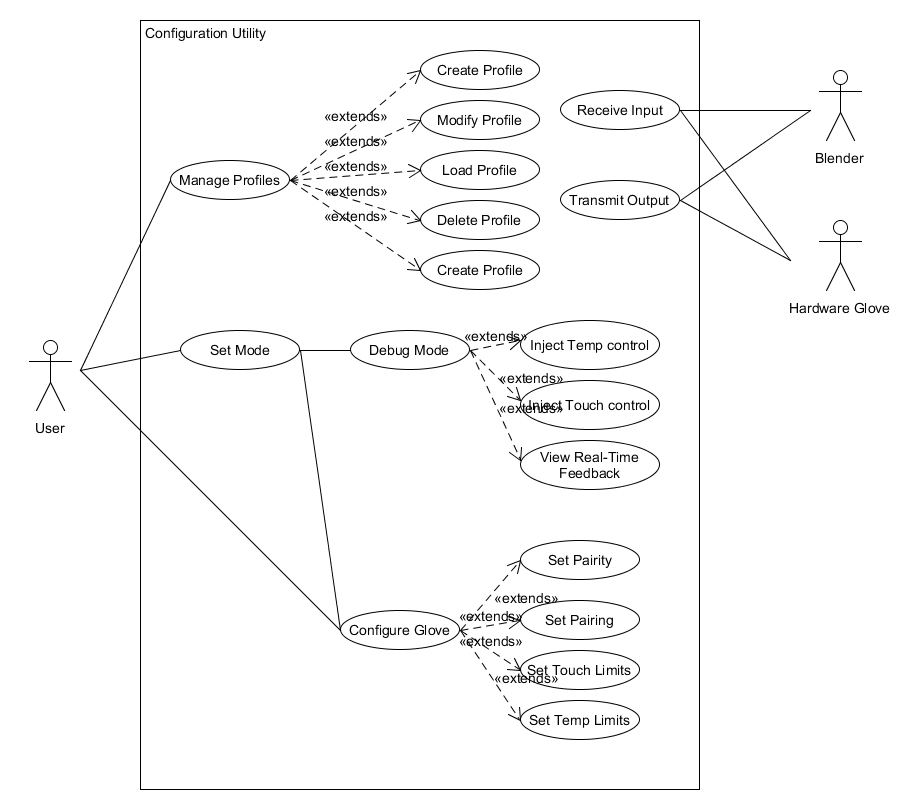 Configuration Utility
Create Profile
«extends»
Modify Profile
«extends»
Manage Profiles
Load Profile
«extends»
Delete Profile
«extends»
Create Profile
«extends»
Receive Input
Transmit Output
Blender
Hardware Glove
User
Set Mode
Debug Mode
«extends»
Inject Temp control
«extends»
Inject Touch control
«extends»
View Real-Time
Feedback
Configure Glove
Set Pairity
«extends»
Set Pairing
«extends»
Set Touch Limits
«extends»
Set Temp Limits
«extends»